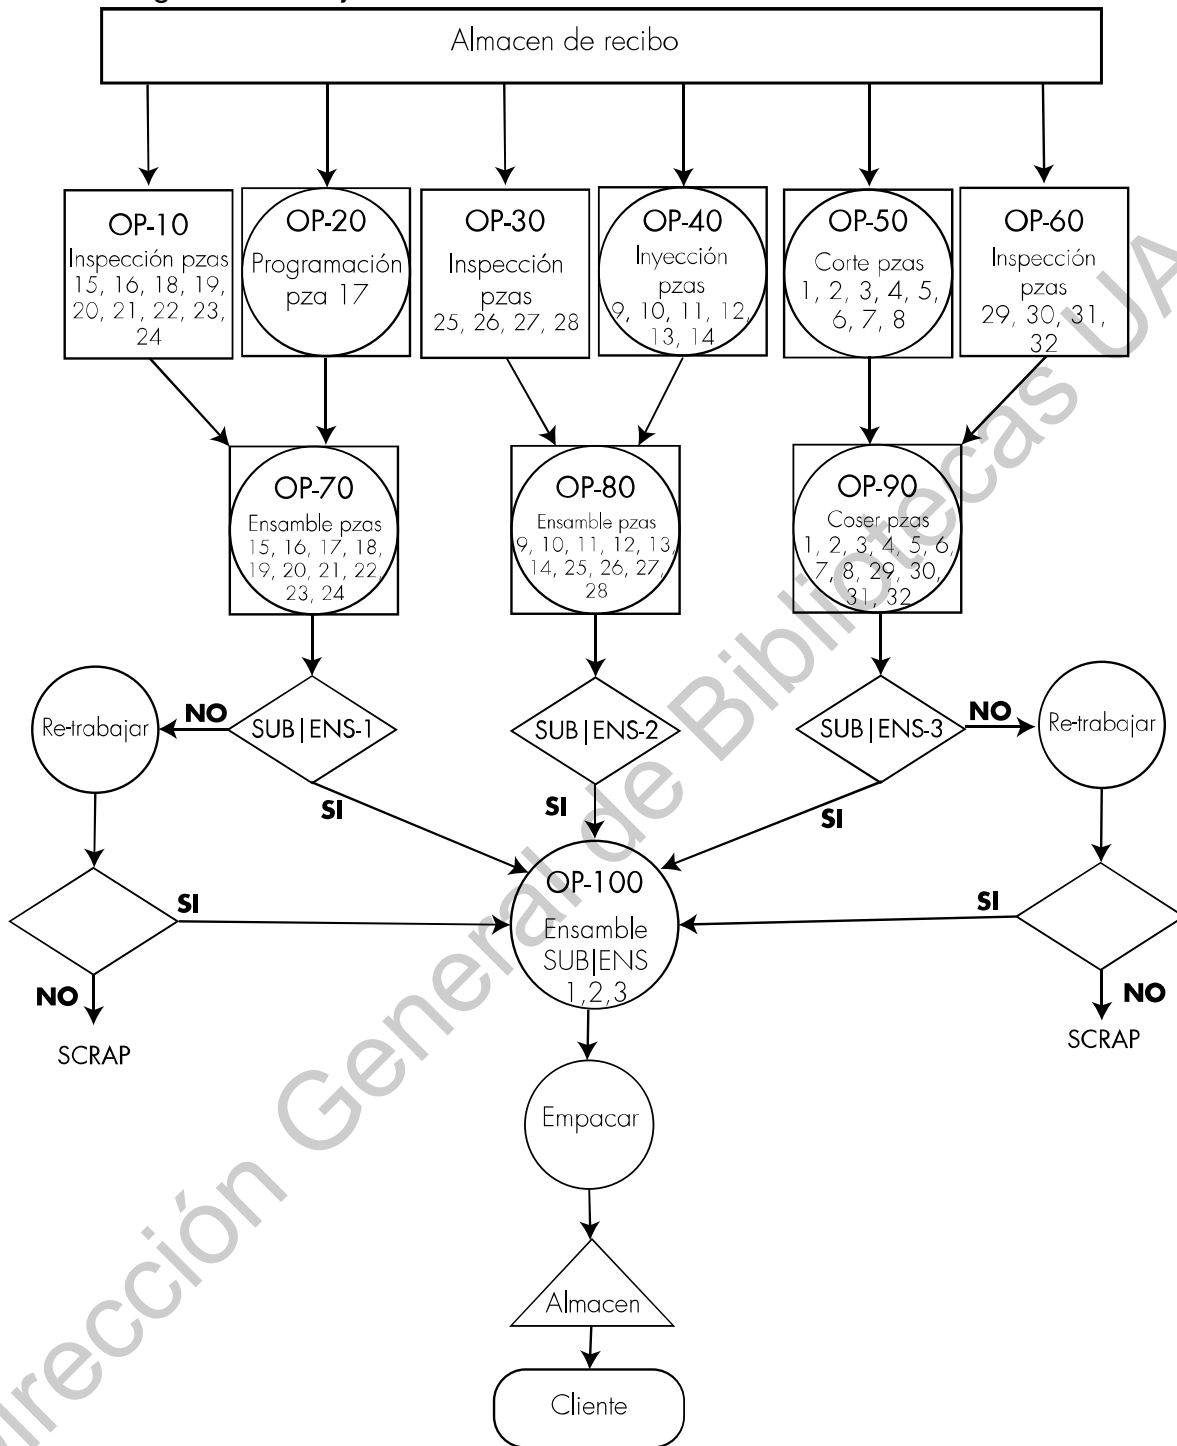 Almacen de recibo
OP-10
Inspección pzas
15, 16, 18, 19,
20, 21, 22, 23,
24
OP-20
Programación
pza 17
OP-30
Inspección
pzas
25, 26, 27, 28
OP-40
Inyección
pzas
9, 10, 11, 12,
13, 14
OP-50
Corte pzas
1, 2, 3, 4, 5,
6, 7, 8
OP-60
Inspección
pzas
29, 30, 31,
32
OP-70
Ensamble pzas
15, 16, 17, 18,
19, 20, 21, 22,
23, 24
OP-80
Ensamble pzas
9, 10, 11, 12, 13,
14, 25, 26, 27,
28
OP-90
Coser pzas
1, 2, 3, 4, 5, 6,
7, 8, 29, 30,
31, 32
Re-trabajar
NO
SUB|ENS-1
SUB|ENS-2
SUB|ENS-3
NO
Re-trabajar
SI
SI
SI
SI
OP-100
Ensamble
SUB|ENS
1,2,3
SI
NO
SCRAP
NO
SCRAP
Empacar
Almacen
Cliente
irección General de Bibliotecas UA